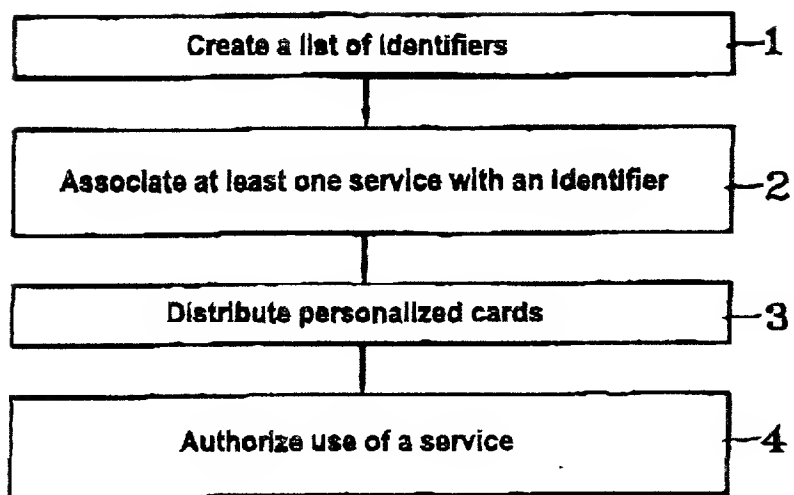 Create a list of identifiers
1
Associate at least one service with an identifier
2
Distribute personalized cards
3
Authorize use of a service
4